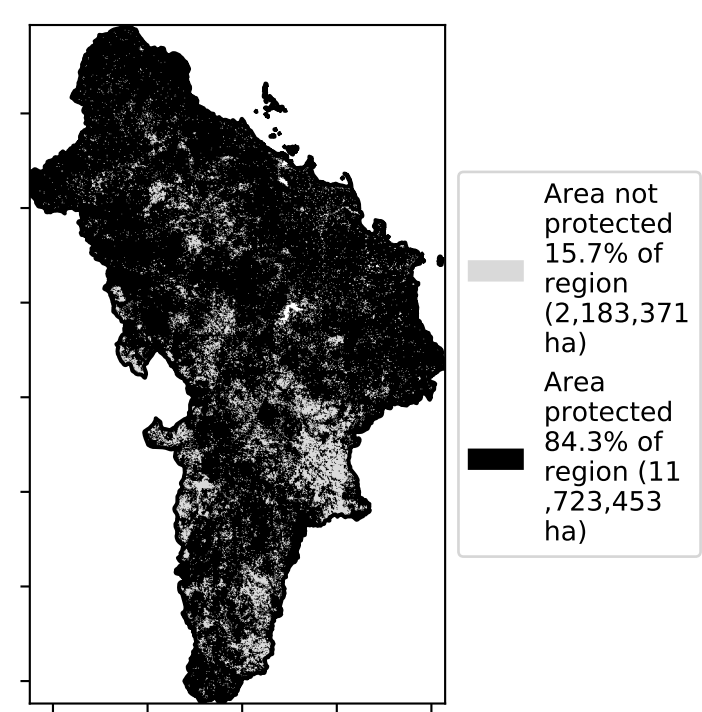 Area not
protected
15.7% of
region
(2,183,371
ha)
Area
protected
84.3% of
region (11
,723,453
ha)